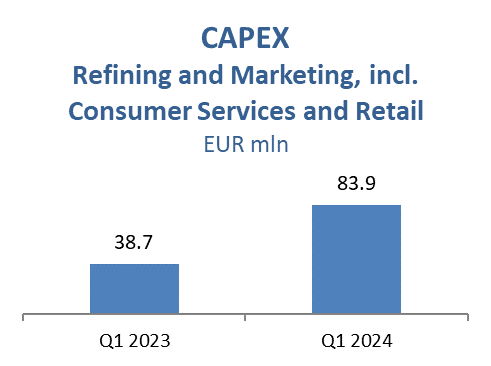 CAPEX
Refining and Marketing, incl.
Consumer Services and Retail
EUR mln
83.9
38.7
Q1 2023
Q1 2024